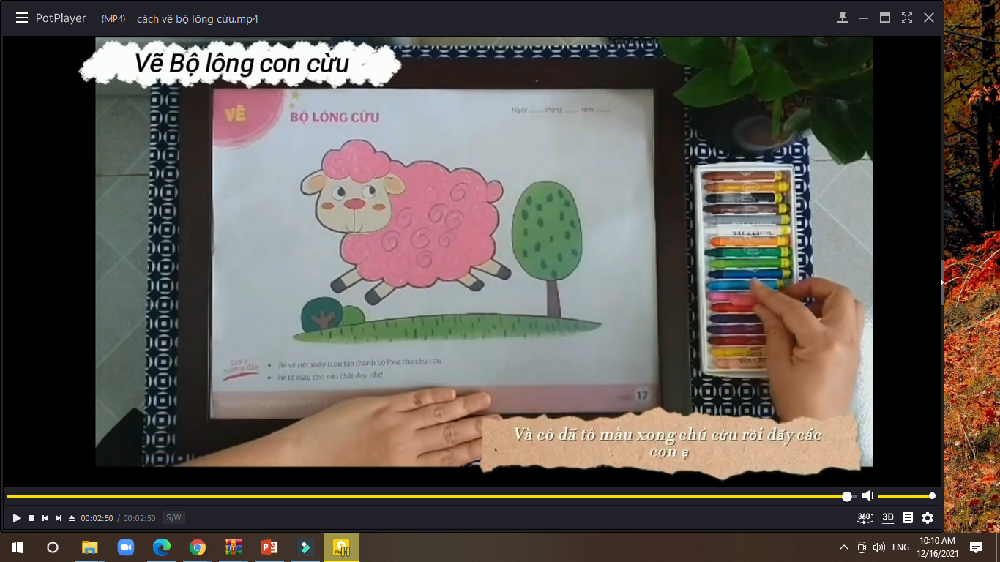 PotPlayer {MP4} cách vẽ bộ lông cừu.mp4
Vẽ Bộ lông con cừu
VẼ
BỘ LÔNG CỪU
Ngày tháng năm
Gợi ý
hướng dẫn
Bé vẽ nét xoáy tròn tạo thành bộ lông cho chú cừu.
Bé tô màu chú cừu thật đẹp nhé!
17
Và cô đã tô màu xong chú cừu rồi đấy các
con ạ
00:02:50 / 00:02:50 S/W
360° 3D
ENG
10:10 AM
12/16/2021